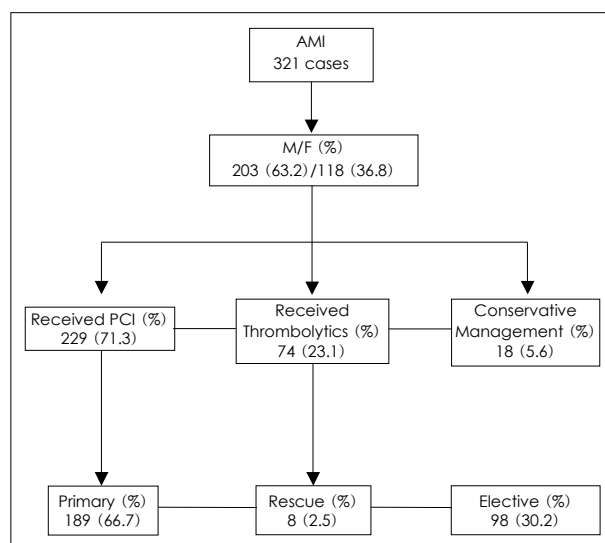 AMI
321 cases
M/F (%)
203 (63.2)/118 (36.8)
Received PCI (%)
229 (71.3)
Received
Thrombolytics (%)
74 (23.1)
Conservative
Management (%)
18 (5.6)
Primary (%)
189 (66.7)
Rescue (%)
8 (2.5)
Elective (%)
98 (30.2)